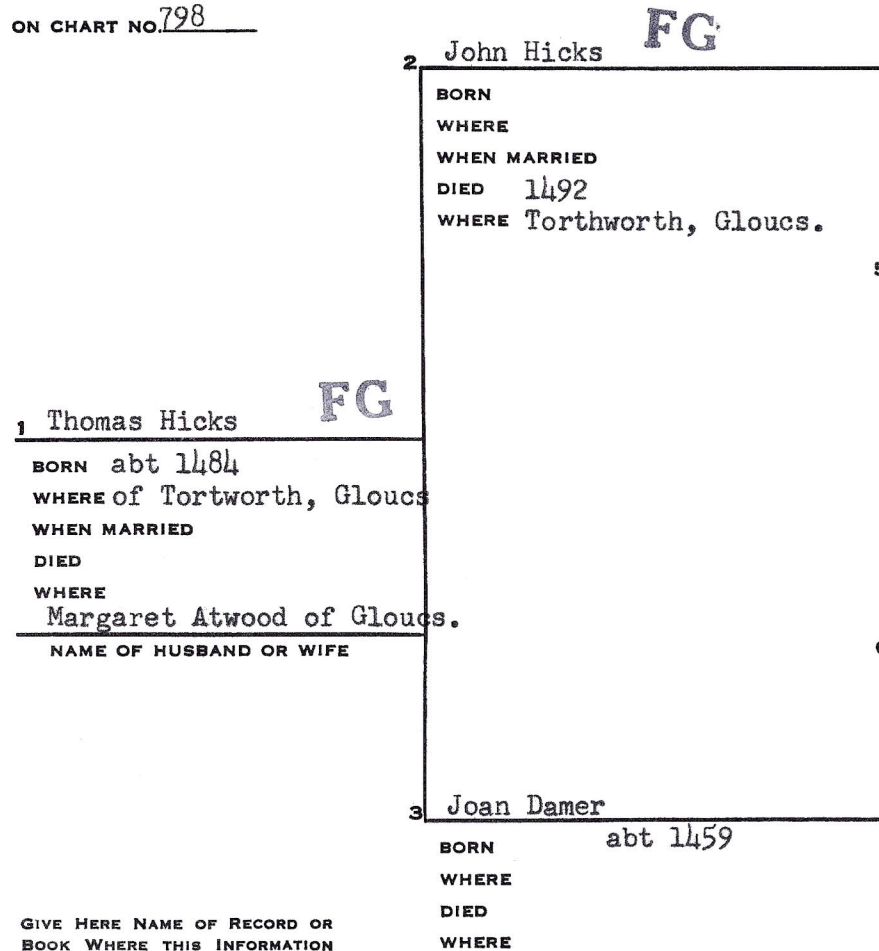 ON CHART NO. 798
FG
2 John Hicks
BORN
WHERE
WHEN MARRIED
DIED 1492
WHERE Torthworth, Gloucs.
5
FG
1 Thomas Hicks
BORN abt 1484
WHERE of Tortworth, Gloucs
WHEN MARRIED
DIED
WHERE
Margaret Atwood of Gloucs.
NAME OF HUSBAND OR WIFE
3 Joan Damer
BORN abt 1459
WHERE
DIED
WHERE
GIVE HERE NAME OF RECORD OR
BOOK WHERE THIS INFORMATION